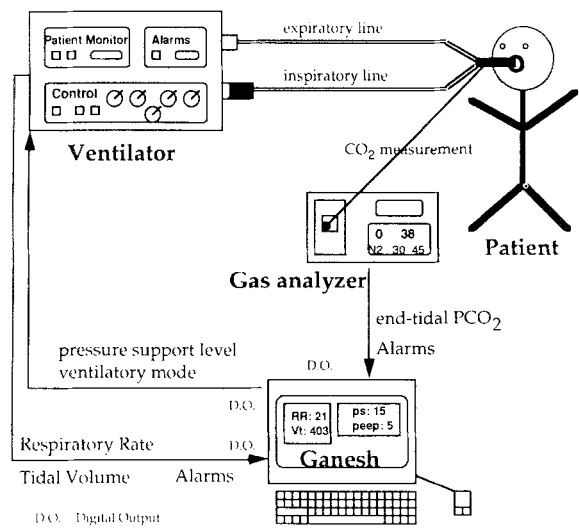 expiratory line
Patient Monitor
Alarms
inspiratory line
Control
Ventilator
CO2 measurement
0 38
N2 30 45
Patient
Gas analyzer
end-tidal PCO2
Alarms
pressure support level
ventilatory mode
D.O.
D.O.
RR: 21
Vt: 403
ps: 15
peep: 5
Ganesh
Respiratory Rate
D.O.
Tidal Volume
Alarms
D.O. Digital Output